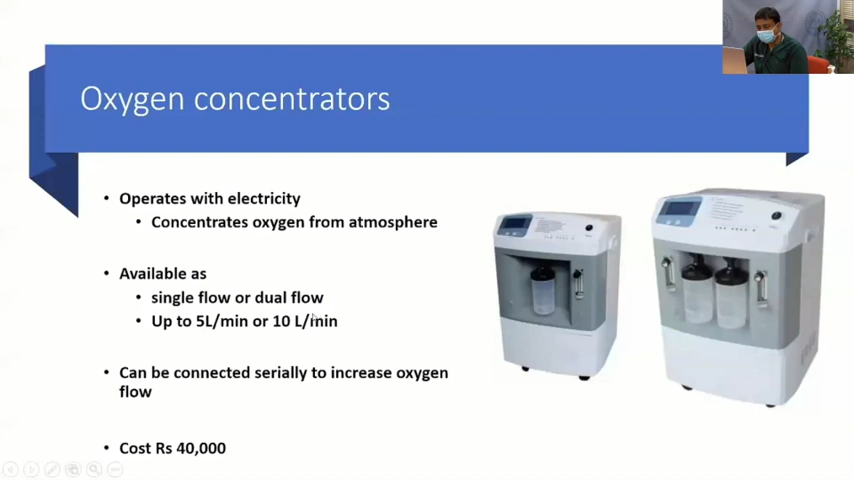 Oxygen concentrators
• Operates with electricity
• Concentrates oxygen from atmosphere
• Available as
• single flow or dual flow
• Up to 5L/min or 10 L/min
• Can be connected serially to increase oxygen
flow
• Cost Rs 40,000